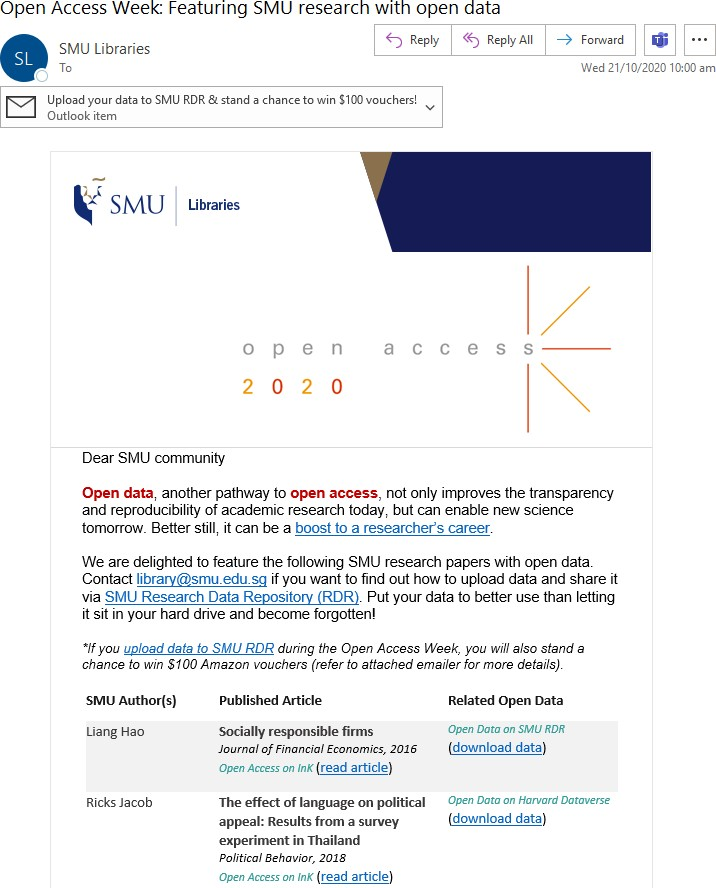 Open Access Week: Featuring SMU research with open data
SL
SMU Libraries
To
Reply
Reply All
Forward
Wed 21/10/2020 10:00 am
Upload your data to SMU RDR & stand a chance to win $100 vouchers!
Outlook item
SMU Libraries
open access
2020
Dear SMU community
Open data, another pathway to open access, not only improves the transparency
and reproducibility of academic research today, but can enable new science
tomorrow. Better still, it can be a boost to a researcher's career.
We are delighted to feature the following SMU research papers with open data.
Contact library@smu.edu.sg if you want to find out how to upload data and share it
via SMU Research Data Repository (RDR). Put your data to better use than letting
it sit in your hard drive and become forgotten!
*If you upload data to SMU RDR during the Open Access Week, you will also stand a
chance to win $100 Amazon vouchers (refer to attached emailer for more details).
SMU Author(s) Published Article Related Open Data
Liang Hao Socially responsible firms Open Data on SMU RDR
Journal of Financial Economics, 2016 (download data)
Open Access on InK (read article)
Ricks Jacob The effect of language on political Open Data on Harvard Dataverse
appeal: Results from a survey (download data)
experiment in Thailand
Political Behavior, 2018
Open Access on InK (read article)